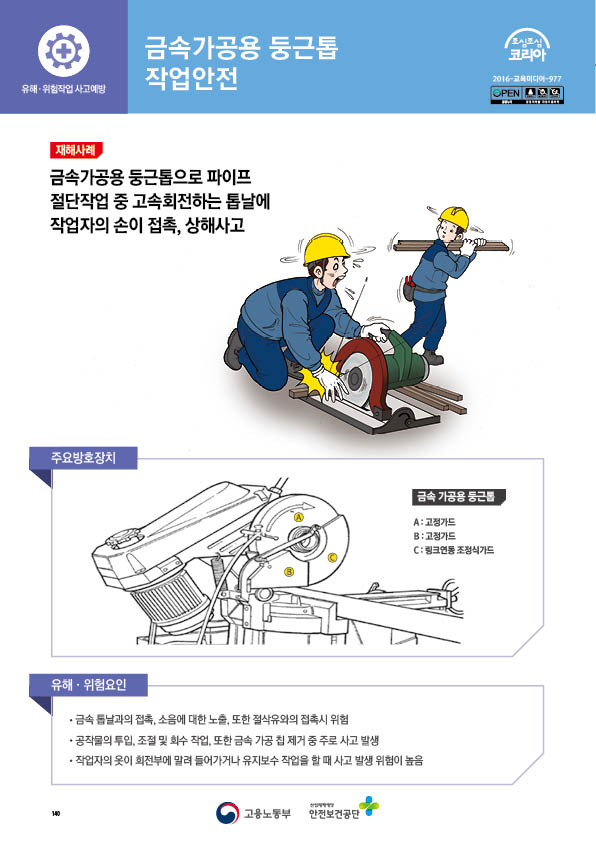 유해·위험작업 사고예방
금속가공용 둥근톱
작업안전
조심조심
코리아
2016-교육미디어-977
OPEN
재해사례
금속가공용 둥근톱으로 파이프
절단작업 중 고속회전하는 톱날에
작업자의 손이 접촉, 상해사고
주요방호장치
금속 가공용 둥근톱
A : 고정가드
B : 고정가드
C : 링크연동 조정식가드
A
C
B
유해·위험요인
• 금속 톱날과의 접촉, 소음에 대한 노출, 또한 절삭유와의 접촉시 위험
• 공작물의 투입, 조절 및 회수 작업, 또한 금속 가공 칩 제거 중 주로 사고 발생
• 작업자의 옷이 회전부에 말려 들어가거나 유지보수 작업을 할 때 사고 발생 위험이 높음
140
고용노동부
산업재해예방
안전보건공단